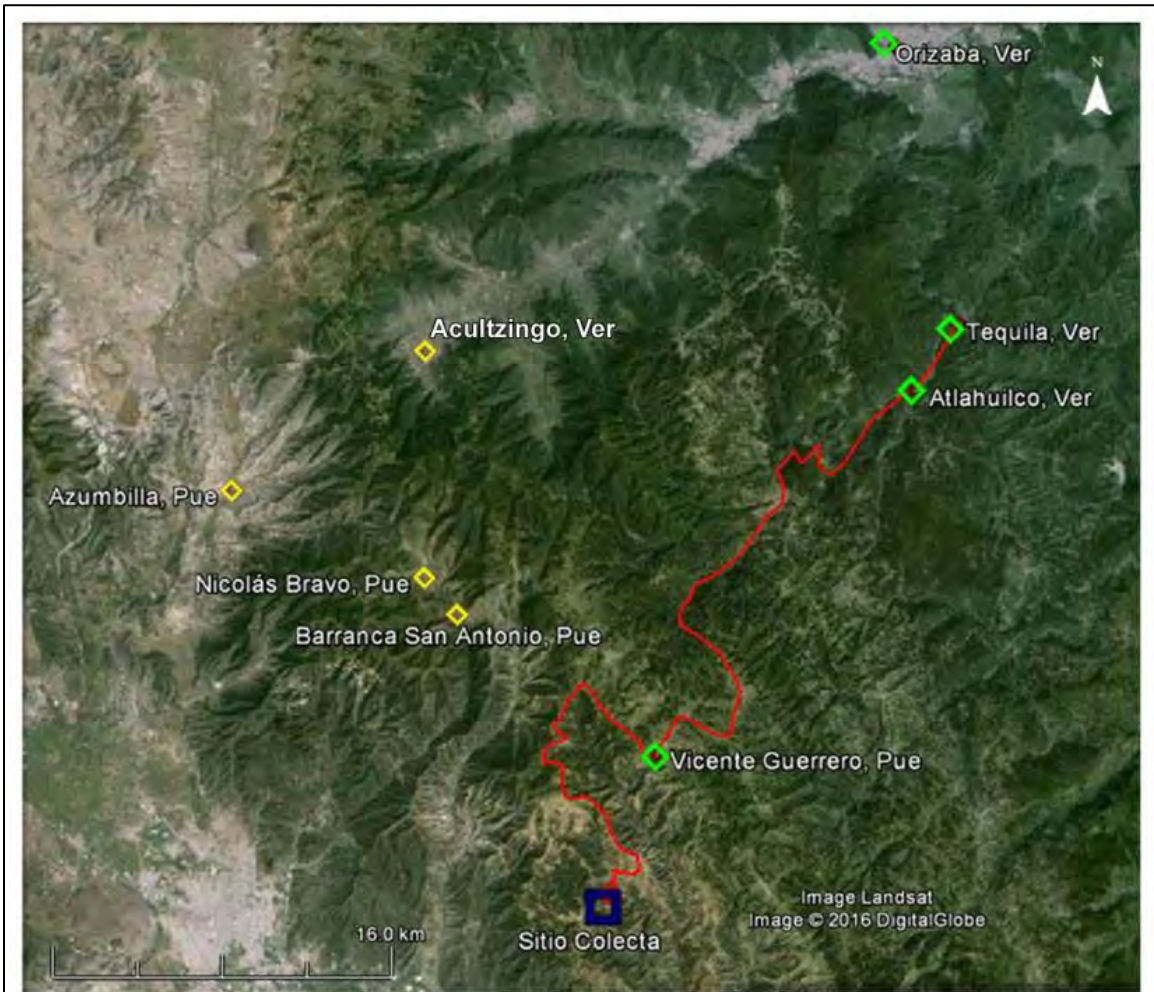 Orizaba, Ver
N
Acultzingo, Ver
Tequila, Ver
Atlahuilco, Ver
Azumbilla, Pue
Nicolás Bravo, Pue
Barranca San Antonio, Pue
Vicente Guerrero, Pue
Image Landsat
Image © 2016 DigitalGlobe
16.0 km
Sitio Colecta